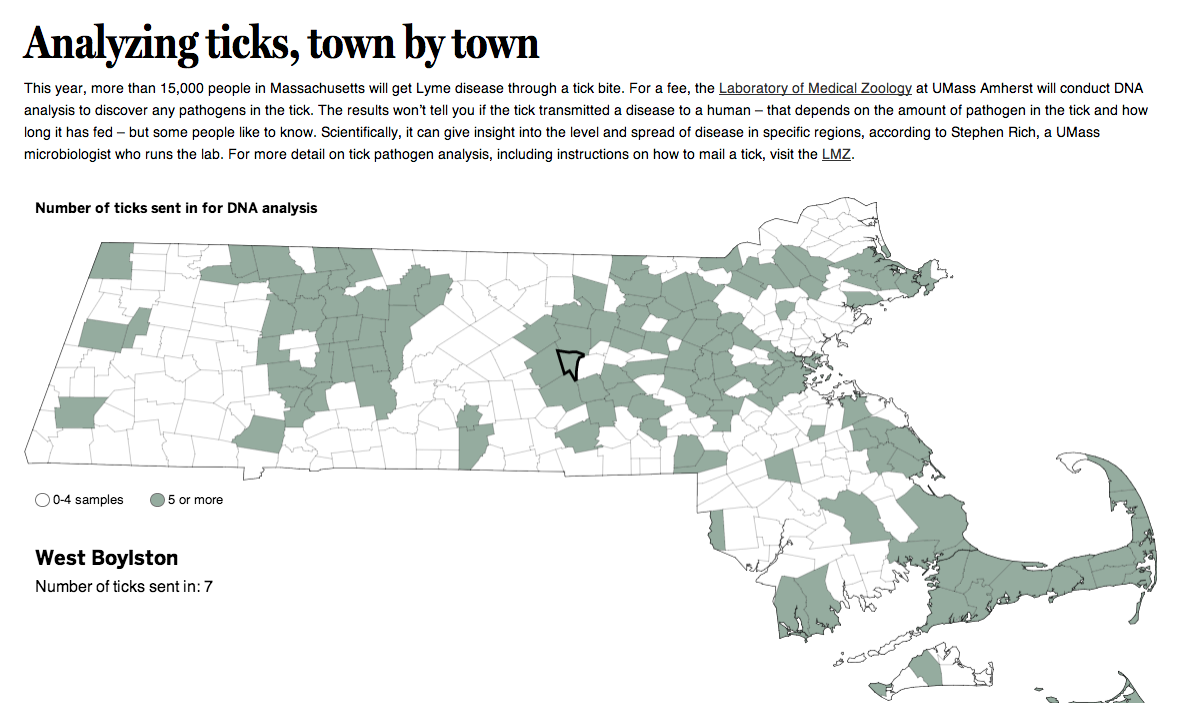 Analyzing ticks, town by town
This year, more than 15,000 people in Massachusetts will get Lyme disease through a tick bite. For a fee, the Laboratory of Medical Zoology at UMass Amherst will conduct DNA
analysis to discover any pathogens in the tick. The results won't tell you if the tick transmitted a disease to a human – that depends on the amount of pathogen in the tick and how
long it has fed – but some people like to know. Scientifically, it can give insight into the level and spread of disease in specific regions, according to Stephen Rich, a UMass
microbiologist who runs the lab. For more detail on tick pathogen analysis, including instructions on how to mail a tick, visit the LMZ.
Number of ticks sent in for DNA analysis
0-4 samples 5 or more
West Boylston
Number of ticks sent in: 7